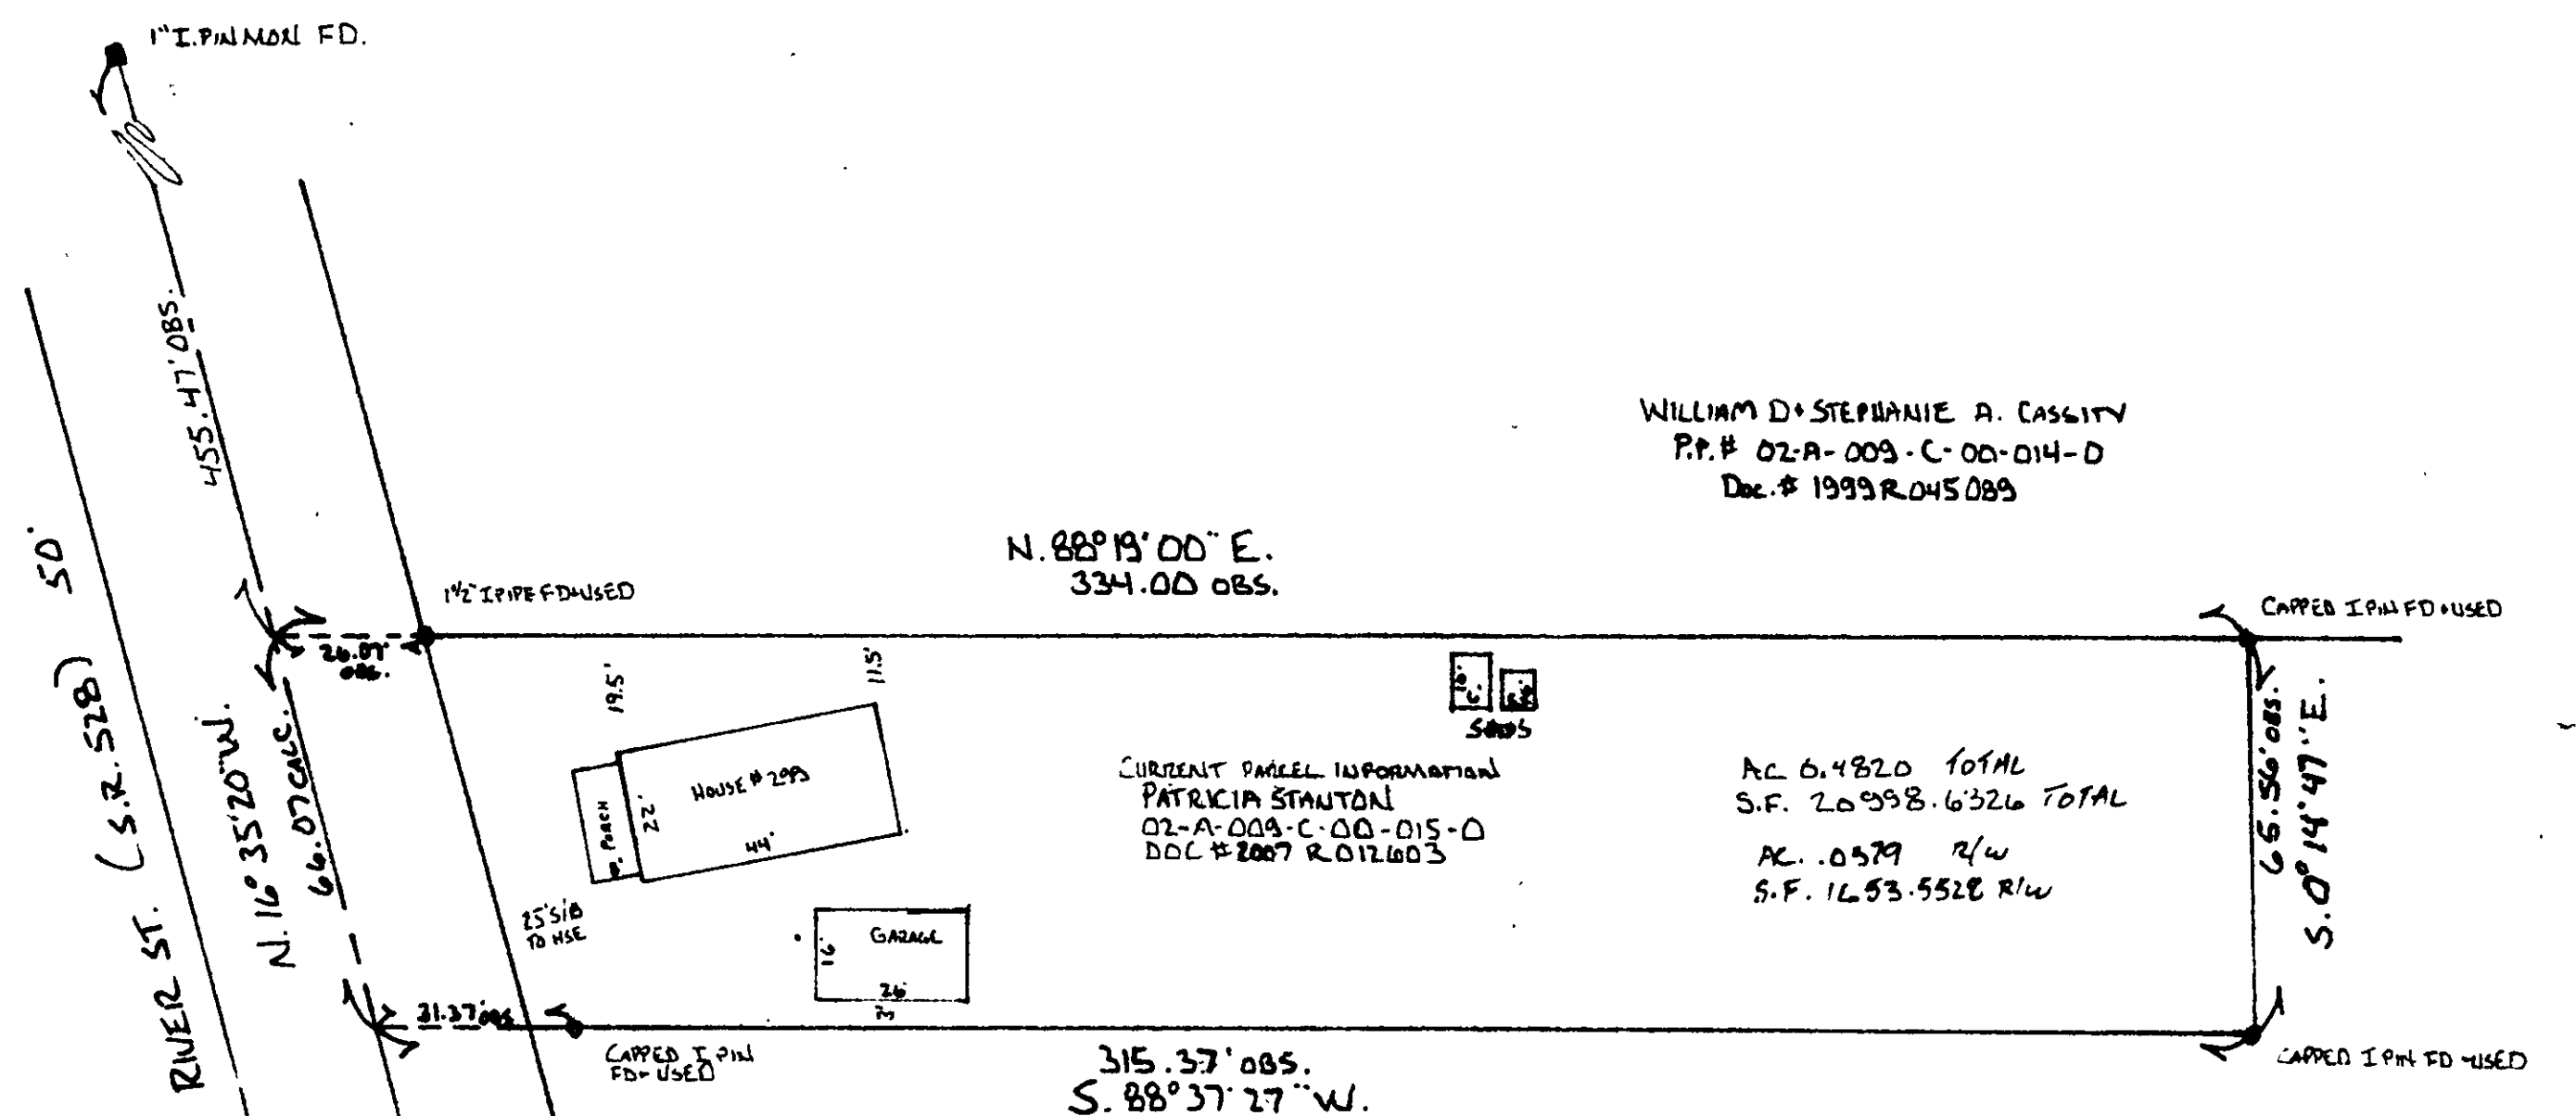 1" I. PIN MON FD.
455.47' OBS.
WILLIAM D & STEPHANIE A. CASSITY
P.P. # 02-A-009-C-00-014-0
DOC. # 1999R045089
N. 88° 19' 00" E.
334.00 OBS.
1½" I PIPE FD & USED
CAPPED I PIN FD & USED
50'
26.07'
OBS.
19.5'
11.5'
10'
6'
SHEDS
RIVER ST. (S.R. 528)
N. 16° 35' 20" W.
66.07 CALC.
PORCH
22'
HOUSE # 2993
44'
CURRENT PARCEL INFORMATION
PATRICIA STANTON
02-A-009-C-00-015-0
DOC # 2007 R012603
AC 0.4820 TOTAL
S.F. 20998.6326 TOTAL
AC. .0379 R/W
S.F. 1653.5528 R/W
65.56' OBS.
S. 0° 14' 47" E.
25' S/B
TO HSE
GARAGE
16'
26'
31.37' OBS.
CAPPED I PIN
FD & USED
315.37' OBS.
S. 88° 37' 27" W.
CAPPED I PIN FD & USED